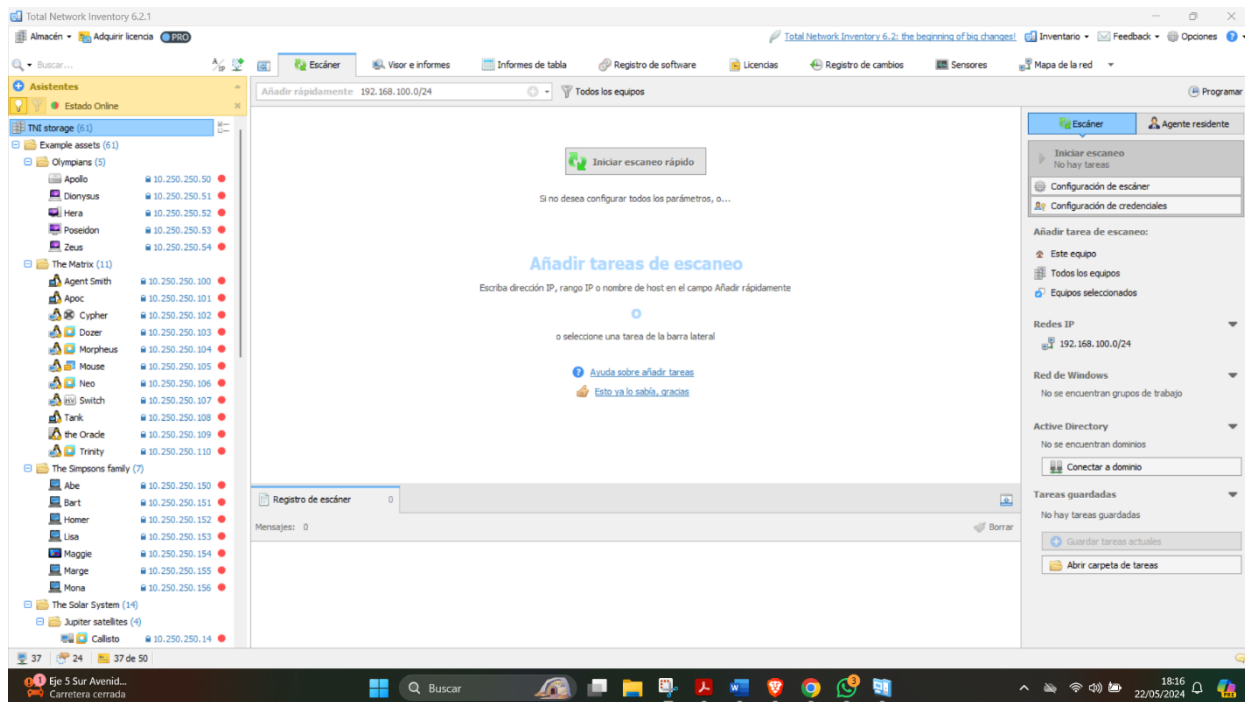 Total Network Inventory 6.2.1
Almacén Adquirir licencia PRO
Total Network Inventory 6.2: the beginning of big changes! Inventario Feedback Opciones
Buscar...
Escáner Visor e informes Informes de tabla Registro de software Licencias Registro de cambios Sensores Mapa de la red
Asistentes
Estado Online
Añadir rápidamente 192.168.100.0/24 Todos los equipos Programar
TNI storage (61)
Example assets (61)
Olympians (5)
Apollo 10.250.250.50
Dionysus 10.250.250.51
Hera 10.250.250.52
Poseidon 10.250.250.53
Zeus 10.250.250.54
The Matrix (11)
Agent Smith 10.250.250.100
Apoc 10.250.250.101
Cypher 10.250.250.102
Dozer 10.250.250.103
Morpheus 10.250.250.104
Mouse 10.250.250.105
Neo 10.250.250.106
Switch 10.250.250.107
Tank 10.250.250.108
the Oracle 10.250.250.109
Trinity 10.250.250.110
The Simpsons family (7)
Abe 10.250.250.150
Bart 10.250.250.151
Homer 10.250.250.152
Lisa 10.250.250.153
Maggie 10.250.250.154
Marge 10.250.250.155
Mona 10.250.250.156
The Solar System (14)
Jupiter satellites (4)
Callisto 10.250.250.14
Iniciar escaneo rápido
Si no desea configurar todos los parámetros, o...
Añadir tareas de escaneo
Escriba dirección IP, rango IP o nombre de host en el campo Añadir rápidamente
o
o seleccione una tarea de la barra lateral
Ayuda sobre añadir tareas
Esto ya lo sabía, gracias
Registro de escáner 0
Mensajes: 0 Borrar
Escáner Agente residente
Iniciar escaneo
No hay tareas
Configuración de escáner
Configuración de credenciales
Añadir tarea de escaneo:
Este equipo
Todos los equipos
Equipos seleccionados
Redes IP
192.168.100.0/24
Red de Windows
No se encuentran grupos de trabajo
Active Directory
No se encuentran dominios
Conectar a dominio
Tareas guardadas
No hay tareas guardadas
Guardar tareas actuales
Abrir carpeta de tareas
37 24 37 de 50
1 Eje 5 Sur Avenid...
Carretera cerrada
Buscar
3
18:16
22/05/2024